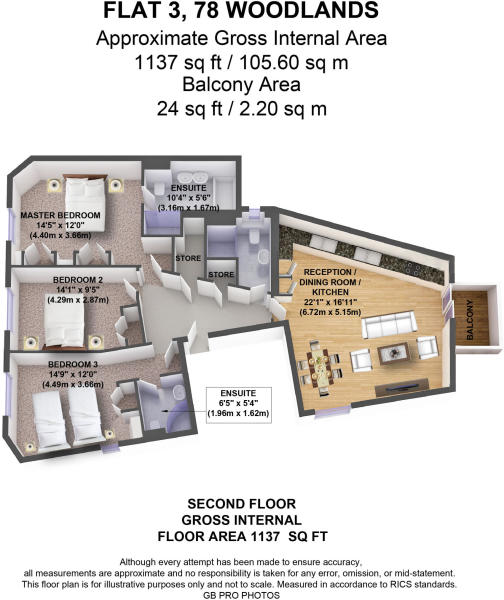 FLAT 3, 78 WOODLANDS
Approximate Gross Internal Area
1137 sq ft / 105.60 sq m
Balcony Area
24 sq ft / 2.20 sq m
ENSUITE
10'4" x 5'6"
(3.16m x 1.67m)
MASTER BEDROOM
14'5" x 12'0"
(4.40m x 3.66m)
STORE
STORE
BEDROOM 2
14'1" x 9'5"
(4.29m x 2.87m)
RECEPTION /
DINING ROOM /
KITCHEN
22'1" x 16'11"
(6.72m x 5.15m)
BALCONY
BEDROOM 3
14'9" x 12'0"
(4.49m x 3.66m)
ENSUITE
6'5" x 5'4"
(1.96m x 1.62m)
SECOND FLOOR
GROSS INTERNAL
FLOOR AREA 1137 SQ FT
Although every attempt has been made to ensure accuracy,
all measurements are approximate and no responsibility is taken for any error, omission, or mid-statement.
This floor plan is for illustrative purposes only and not to scale. Measured in accordance to RICS standards.
GB PRO PHOTOS